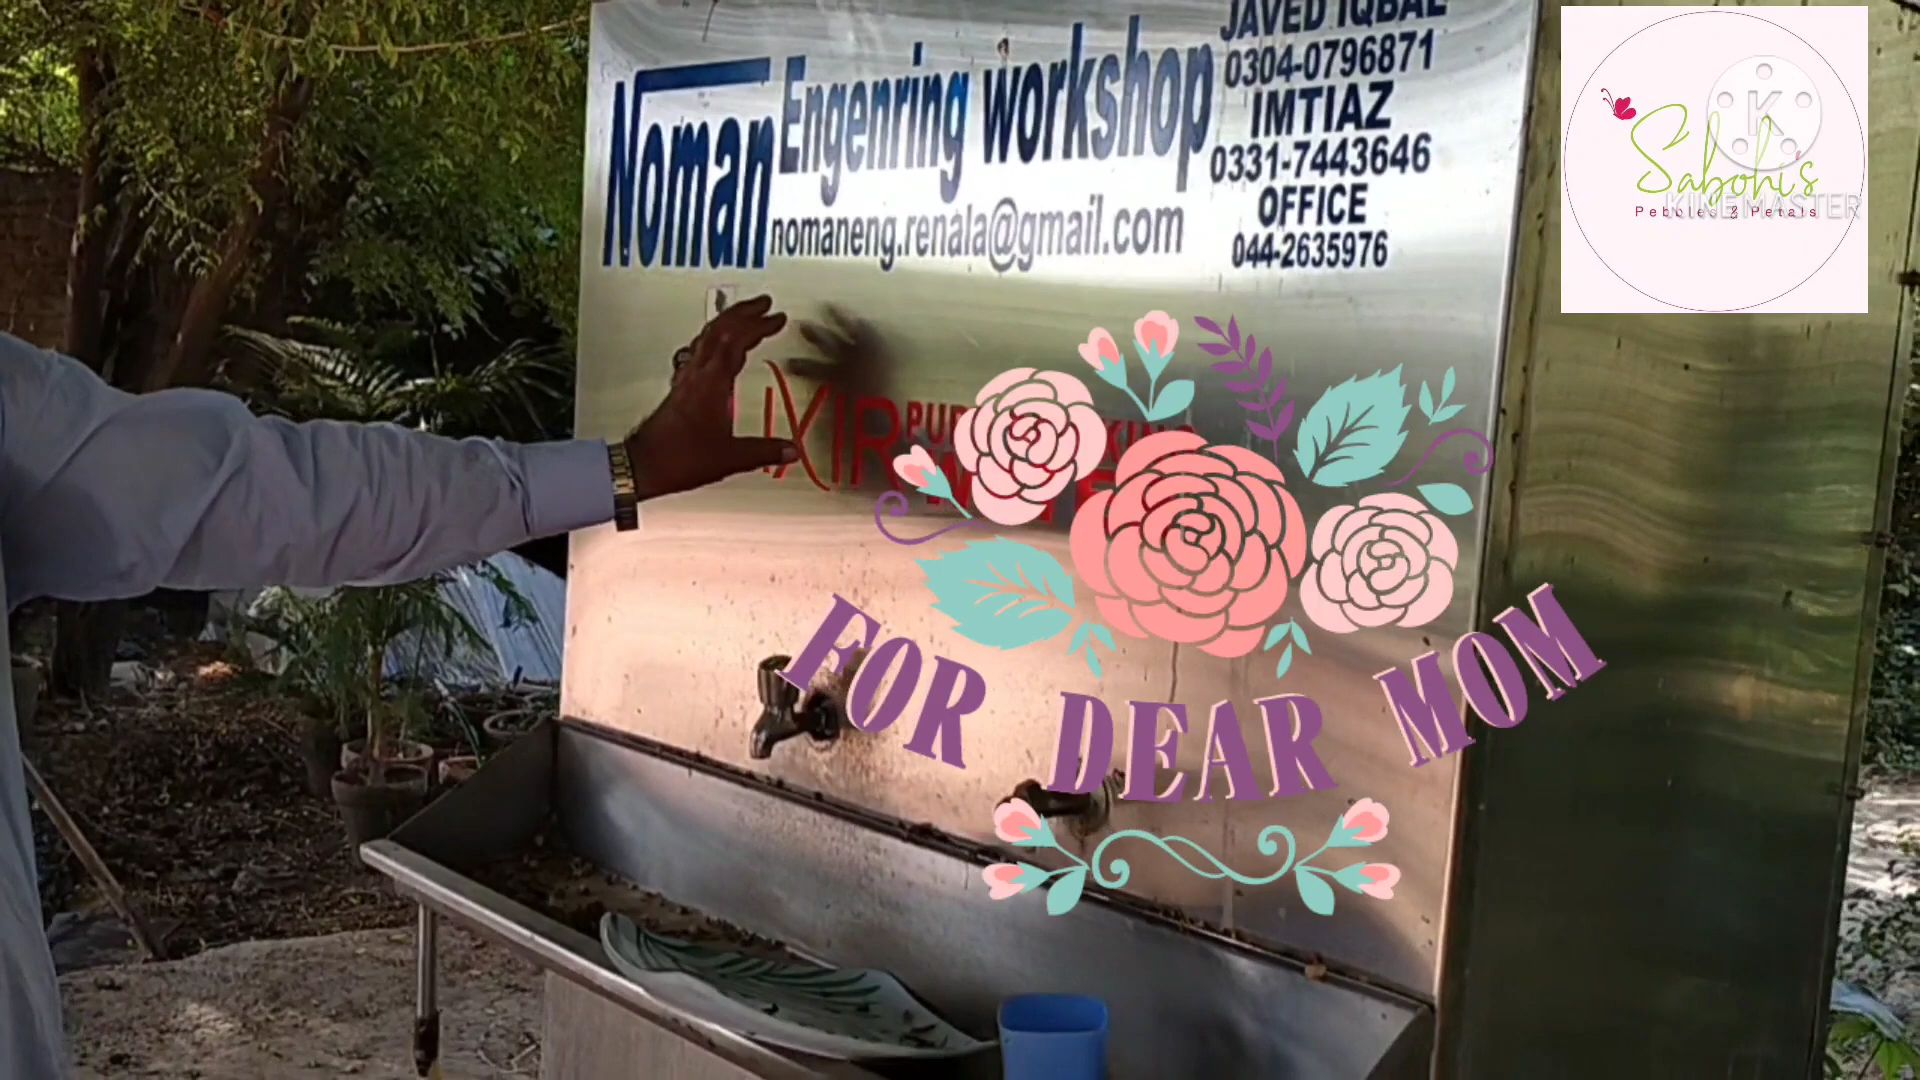 JAVED IQBAL
0304-0796871
Noman Engenring workshop
IMTIAZ
0331-7443646
nomaneng.renala@gmail.com
OFFICE
044-2635976
FOR DEAR MOM
Sabohi's
Pebbles & Petals
KINEMASTER